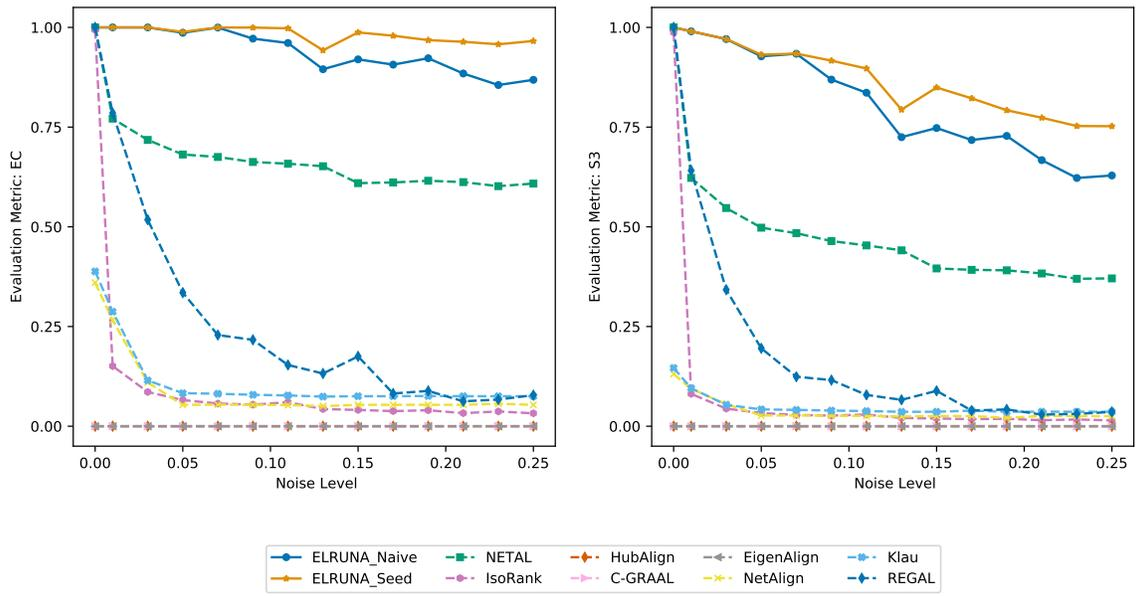 1.00
0.75
0.50
0.25
0.00
Evaluation Metric: EC
0.00 0.05 0.10 0.15 0.20 0.25
Noise Level
1.00
0.75
0.50
0.25
0.00
Evaluation Metric: S3
0.00 0.05 0.10 0.15 0.20 0.25
Noise Level
ELRUNA_Naive NETAL HubAlign EigenAlign Klau
ELRUNA_Seed IsoRank C-GRAAL NetAlign REGAL